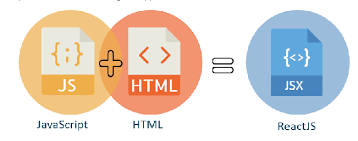 {;}
JS
+
< >
HTML
=
{<>}
JSX
JavaScript
HTML
ReactJS